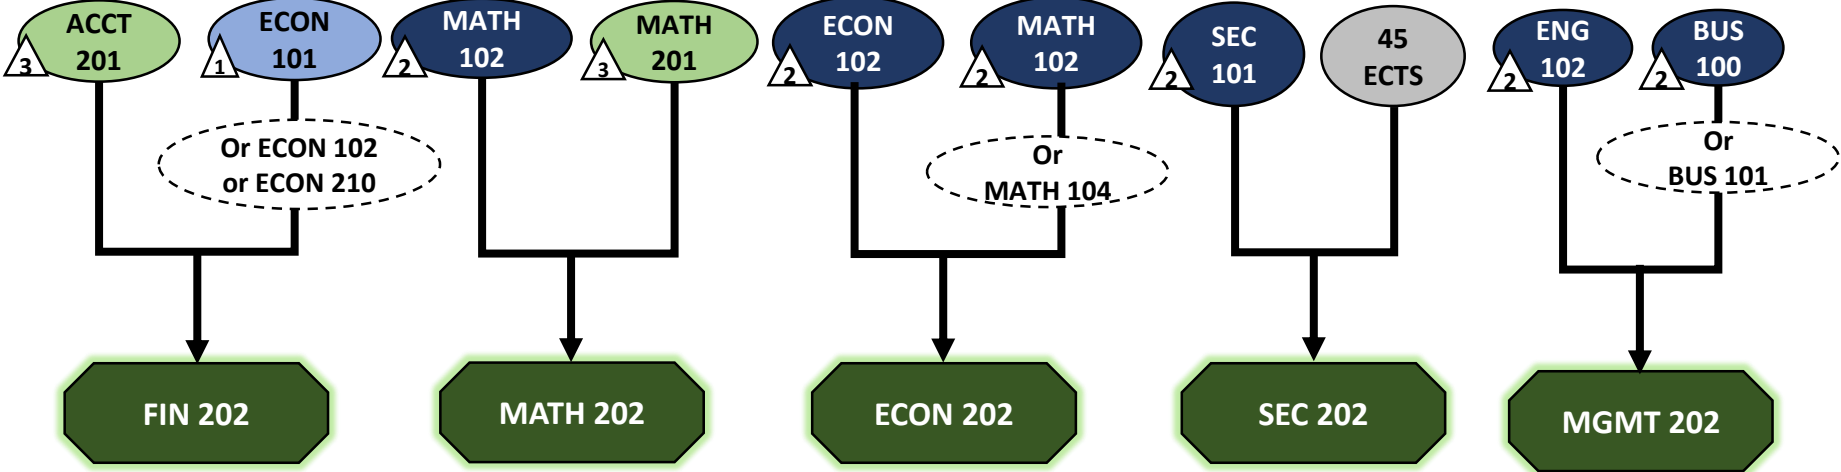 ACCT
201
3
ECON
101
1
MATH
102
2
MATH
201
3
ECON
102
2
MATH
102
2
SEC
101
2
45
ECTS
ENG
102
2
BUS
100
2
Or ECON 102
or ECON 210
Or
MATH 104
Or
BUS 101
FIN 202
MATH 202
ECON 202
SEC 202
MGMT 202